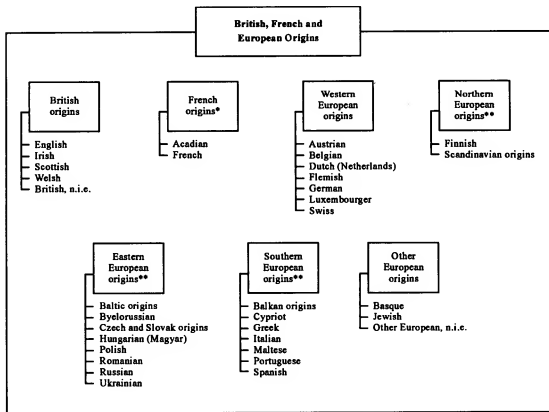 British, French and
European Origins
British
origins
English
Irish
Scottish
Welsh
British, n.i.e.
French
origins*
Acadian
French
Western
European
origins
Austrian
Belgian
Dutch (Netherlands)
Flemish
German
Luxembourger
Swiss
Northern
European
origins**
Finnish
Scandinavian origins
Eastern
European
origins**
Baltic origins
Byelorussian
Czech and Slovak origins
Hungarian (Magyar)
Polish
Romanian
Russian
Ukrainian
Southern
European
origins**
Balkan origins
Cypriot
Greek
Italian
Maltese
Portuguese
Spanish
Other
European
origins
Basque
Jewish
Other European, n.i.e.